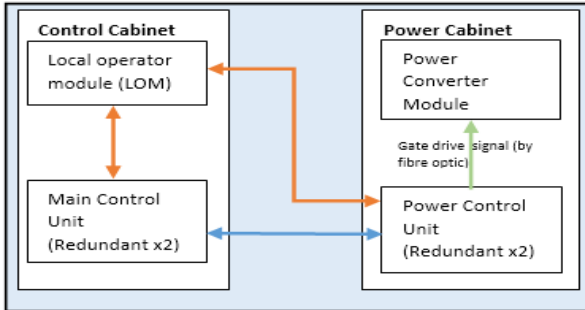 Control Cabinet
Local operator
module (LOM)
Main Control
Unit
(Redundant x2)
Power Cabinet
Power
Converter
Module
Gate drive signal (by
fibre optic)
Power Control
Unit
(Redundant x2)